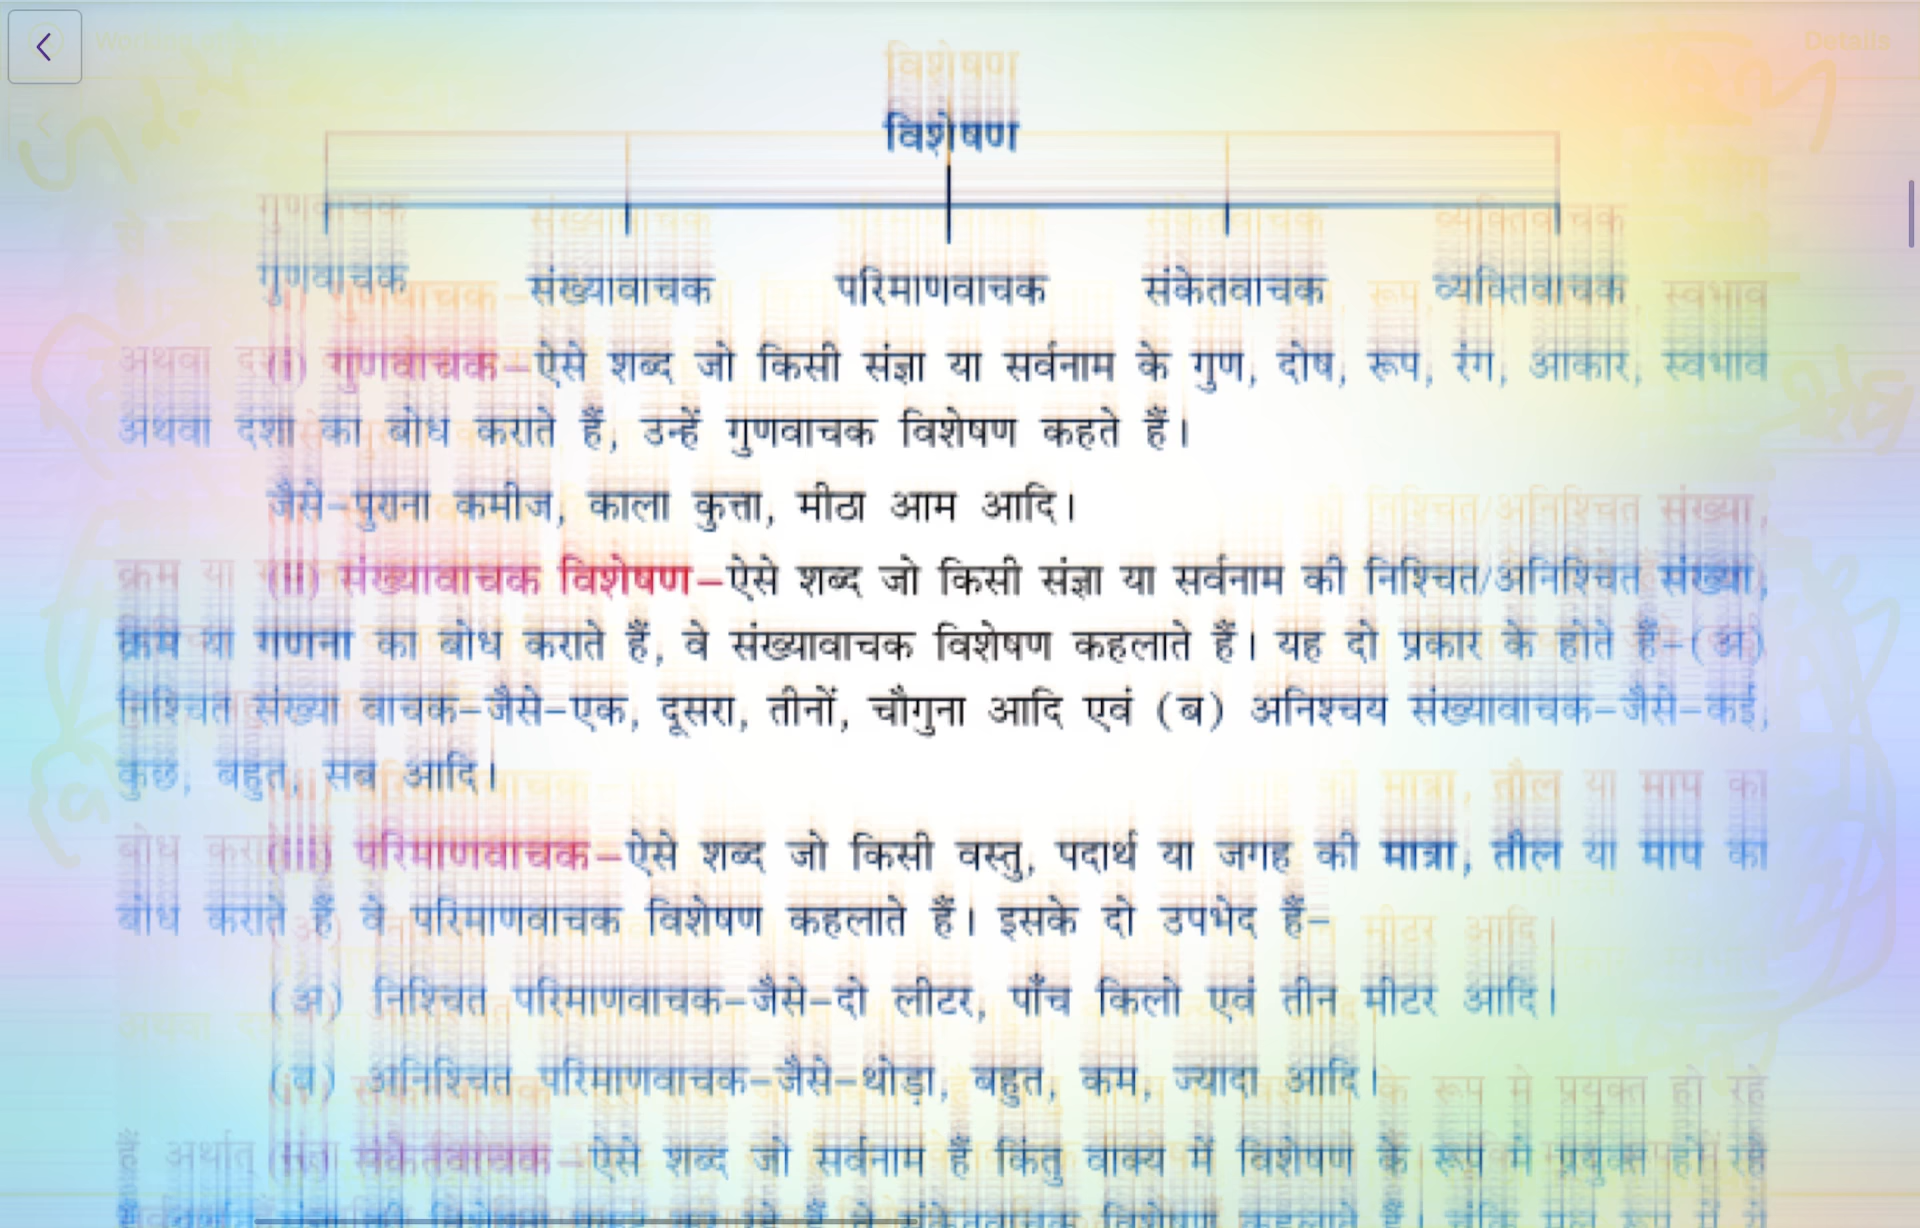 विशेषण
गुणवाचक संख्यावाचक परिमाणवाचक संकेतवाचक व्यक्तिवाचक
(i) गुणवाचक–ऐसे शब्द जो किसी संज्ञा या सर्वनाम के गुण, दोष, रूप, रंग, आकार, स्वभाव
अथवा दशा का बोध कराते हैं, उन्हें गुणवाचक विशेषण कहते हैं।
जैसे–पुराना कमीज, काला कुत्ता, मीठा आम आदि।
(ii) संख्यावाचक विशेषण–ऐसे शब्द जो किसी संज्ञा या सर्वनाम की निश्चित/अनिश्चित संख्या,
क्रम या गणना का बोध कराते हैं, वे संख्यावाचक विशेषण कहलाते हैं। यह दो प्रकार के होते हैं–(अ)
निश्चित संख्या वाचक–जैसे–एक, दूसरा, तीनों, चौगुना आदि एवं (ब) अनिश्चय संख्यावाचक–जैसे–कई,
कुछ, बहुत, सब आदि।
(iii) परिमाणवाचक–ऐसे शब्द जो किसी वस्तु, पदार्थ या जगह की मात्रा, तौल या माप का
बोध कराते हैं वे परिमाणवाचक विशेषण कहलाते हैं। इसके दो उपभेद हैं–
(अ) निश्चित परिमाणवाचक–जैसे–दो लीटर, पाँच किलो एवं तीन मीटर आदि।
(ब) अनिश्चित परिमाणवाचक–जैसे–थोड़ा, बहुत, कम, ज्यादा आदि।
(iv) संकेतवाचक–ऐसे शब्द जो सर्वनाम हैं किंतु वाक्य में विशेषण के रूप में प्रयुक्त हो रहे